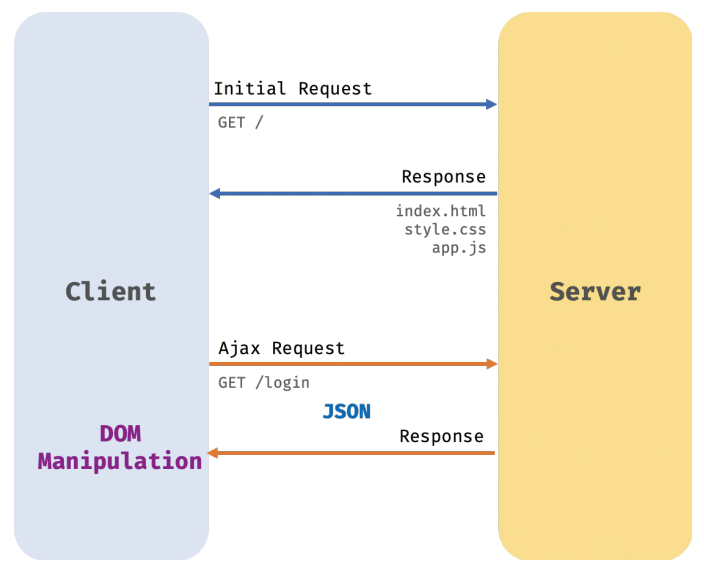 Initial Request
GET /
Response
index.html
style.css
app.js
Client
Server
Ajax Request
GET /login
JSON
DOM
Manipulation
Response